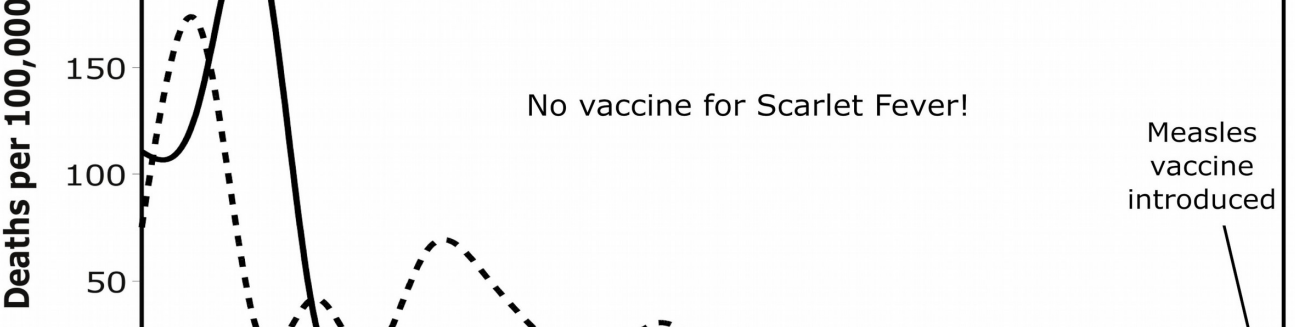 Deaths per 100,000
150
100
50
No vaccine for Scarlet Fever!
Measles
vaccine
introduced